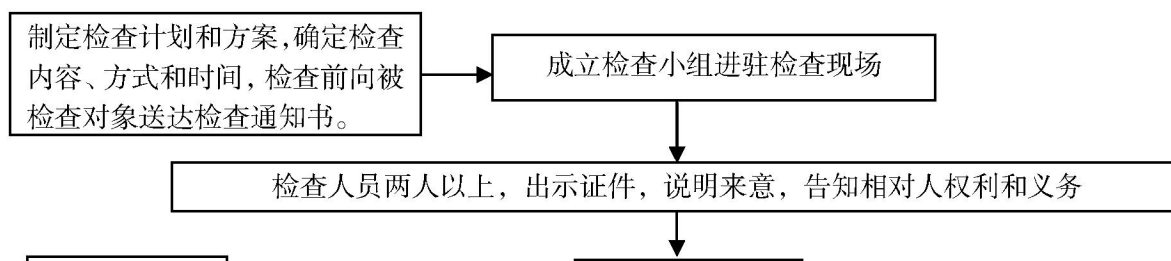 制定检查计划和方案,确定检查
内容、方式和时间，检查前向被
检查对象送达检查通知书。
成立检查小组进驻检查现场
检查人员两人以上，出示证件，说明来意，告知相对人权利和义务